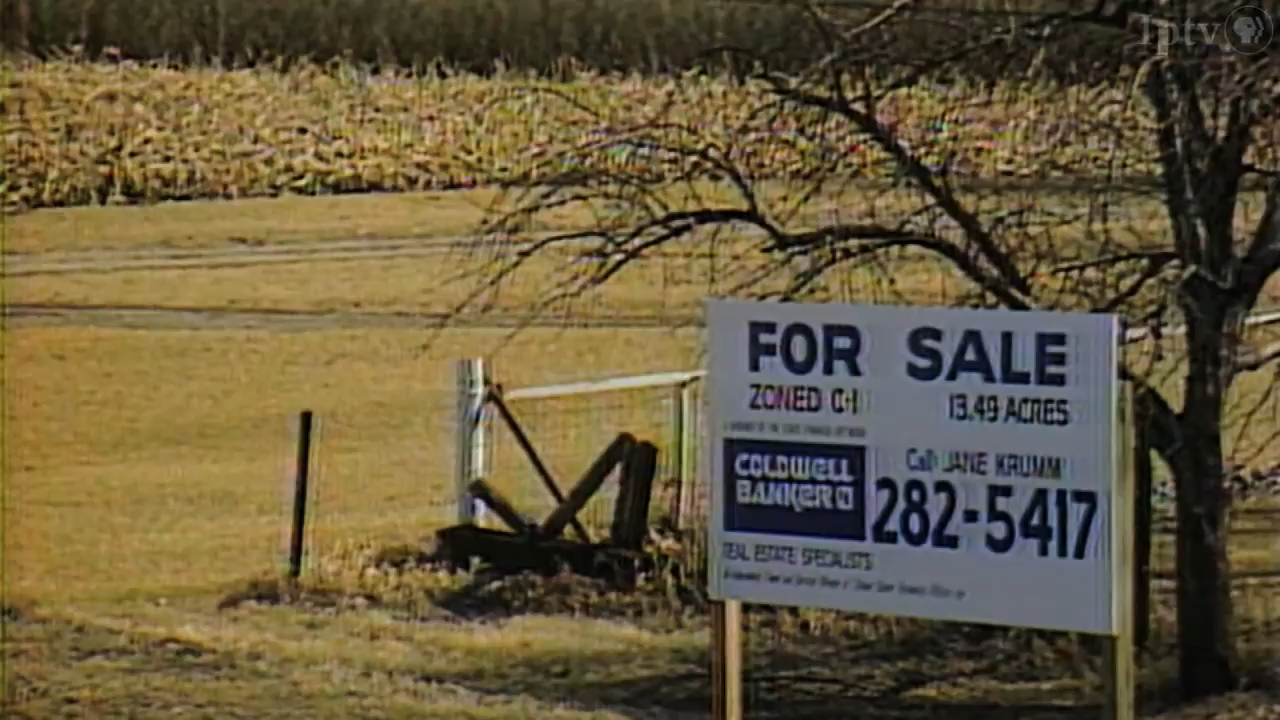 Iptv
FOR SALE
ZONED C-1 13.49 ACRES
COLDWELL
BANKER
Call JANE KRUMM
282-5417
REAL ESTATE SPECIALISTS